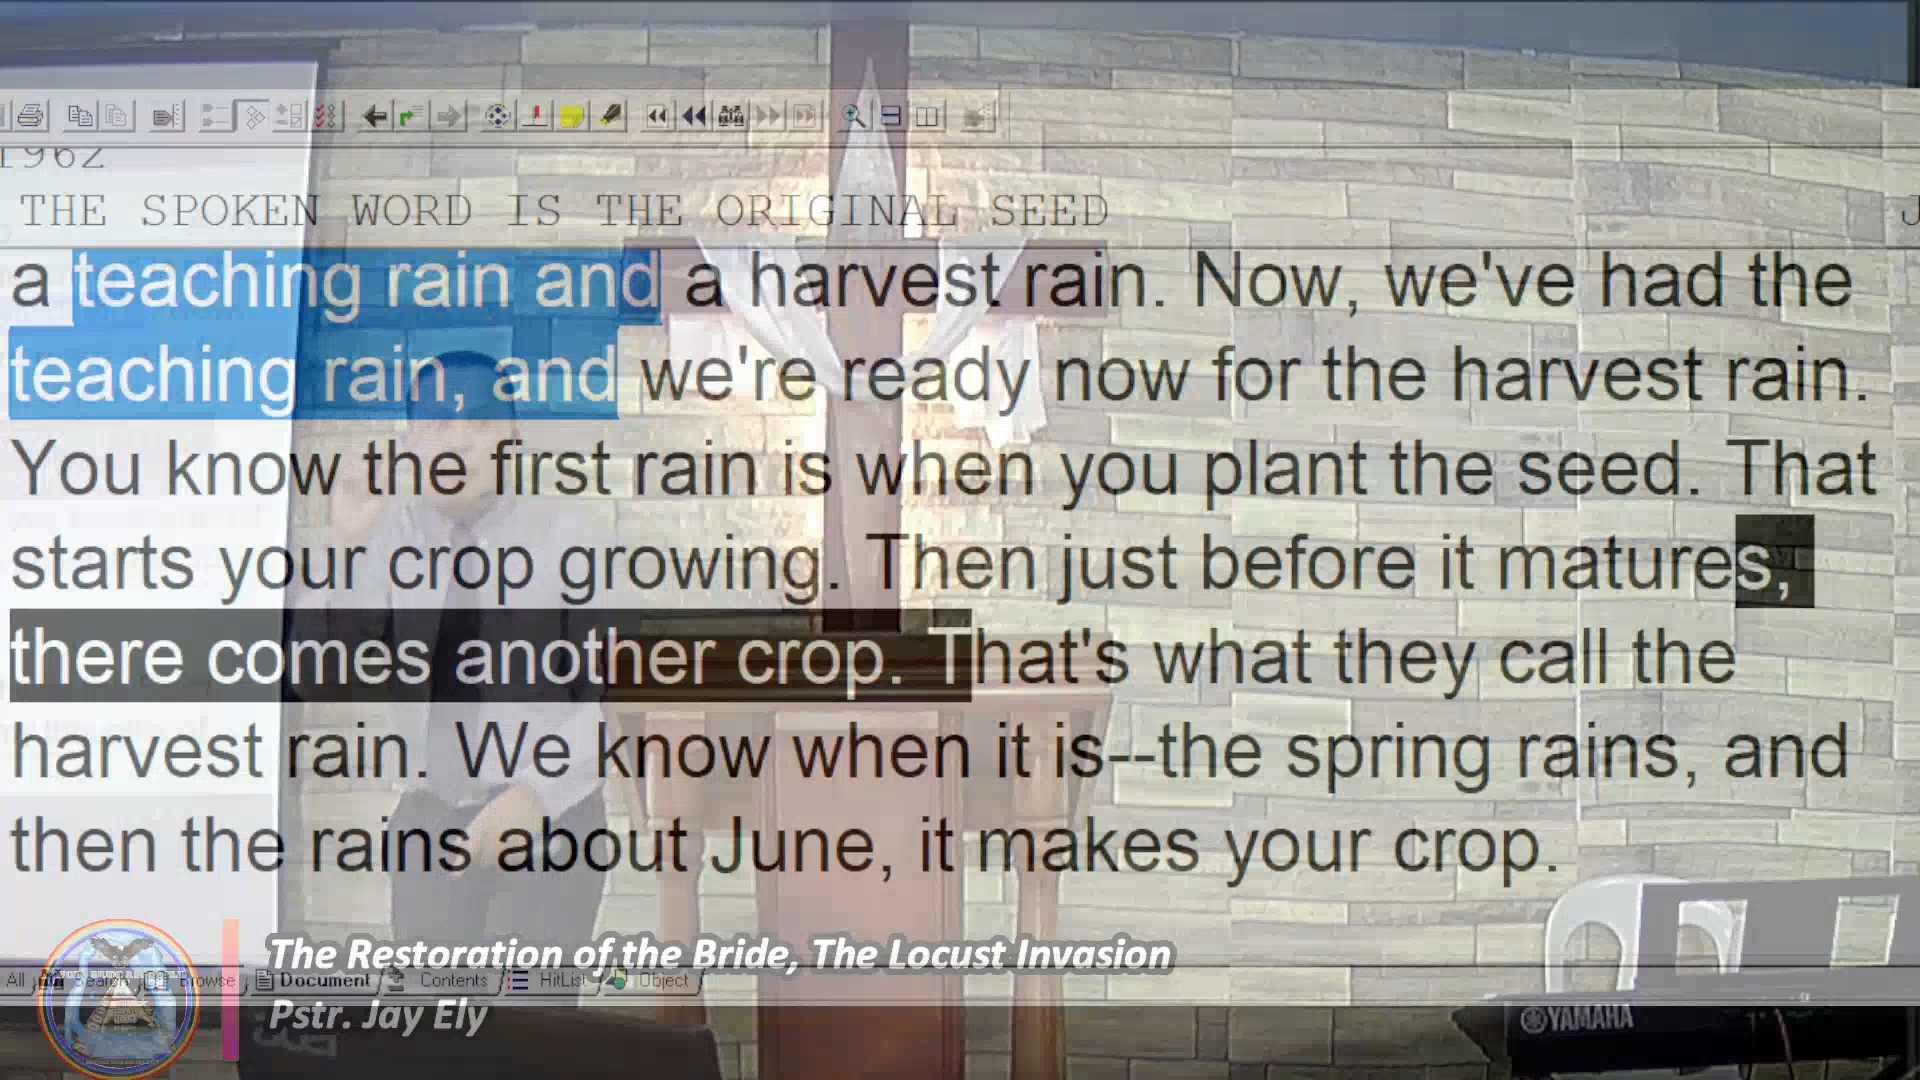 1962
THE SPOKEN WORD IS THE ORIGINAL SEED
a teaching rain and a harvest rain. Now, we've had the
teaching rain, and we're ready now for the harvest rain.
You know the first rain is when you plant the seed. That
starts your crop growing. Then just before it matures,
there comes another crop. That's what they call the
harvest rain. We know when it is--the spring rains, and
then the rains about June, it makes your crop.
The Restoration of the Bride, The Locust Invasion
All Search Browse Document Contents HitList Object
Pstr. Jay Ely
YAMAHA